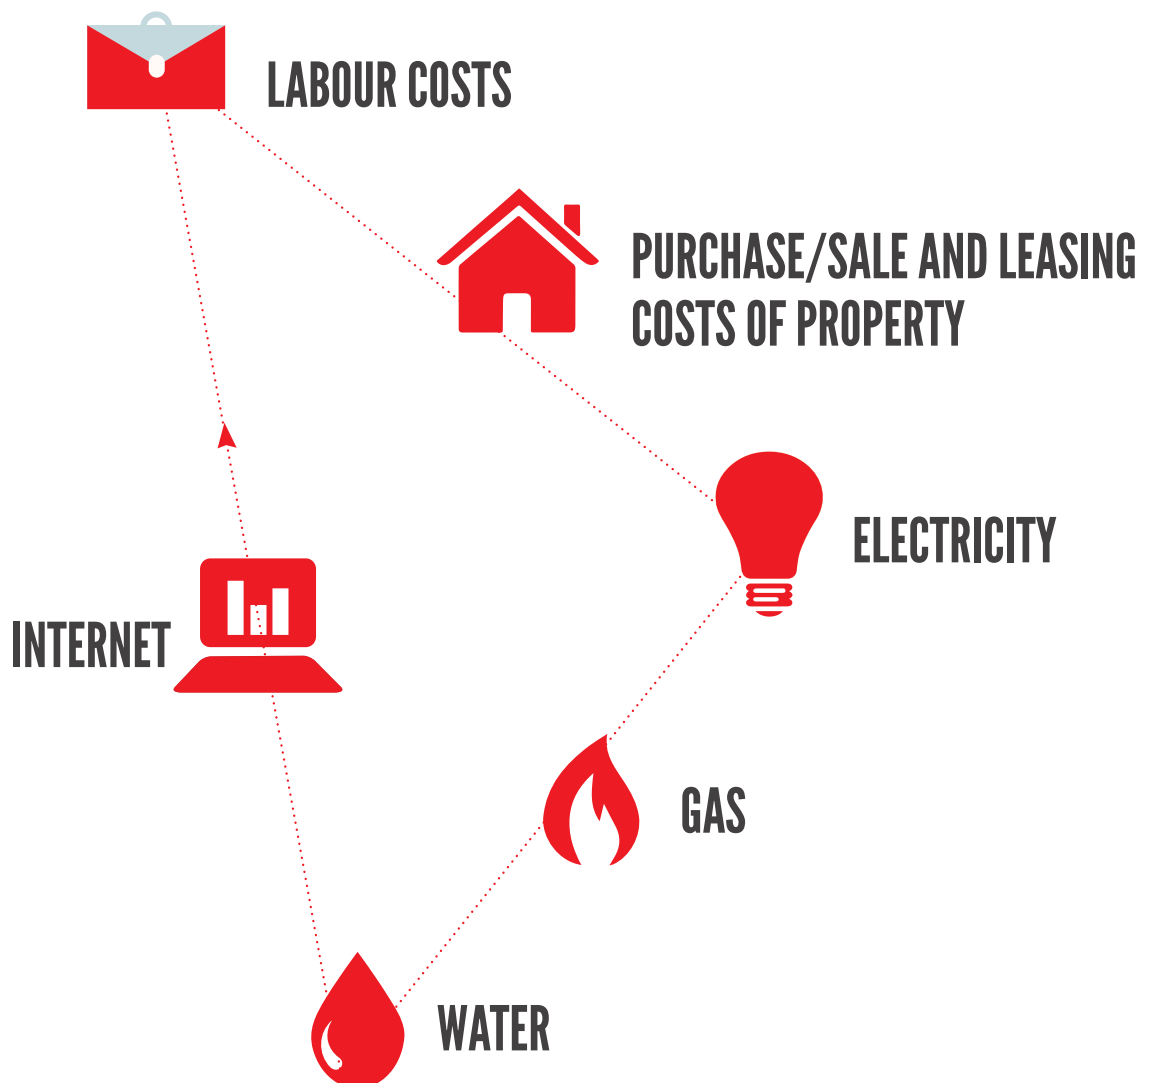 LABOUR COSTS
PURCHASE/SALE AND LEASING
COSTS OF PROPERTY
ELECTRICITY
INTERNET
GAS
WATER